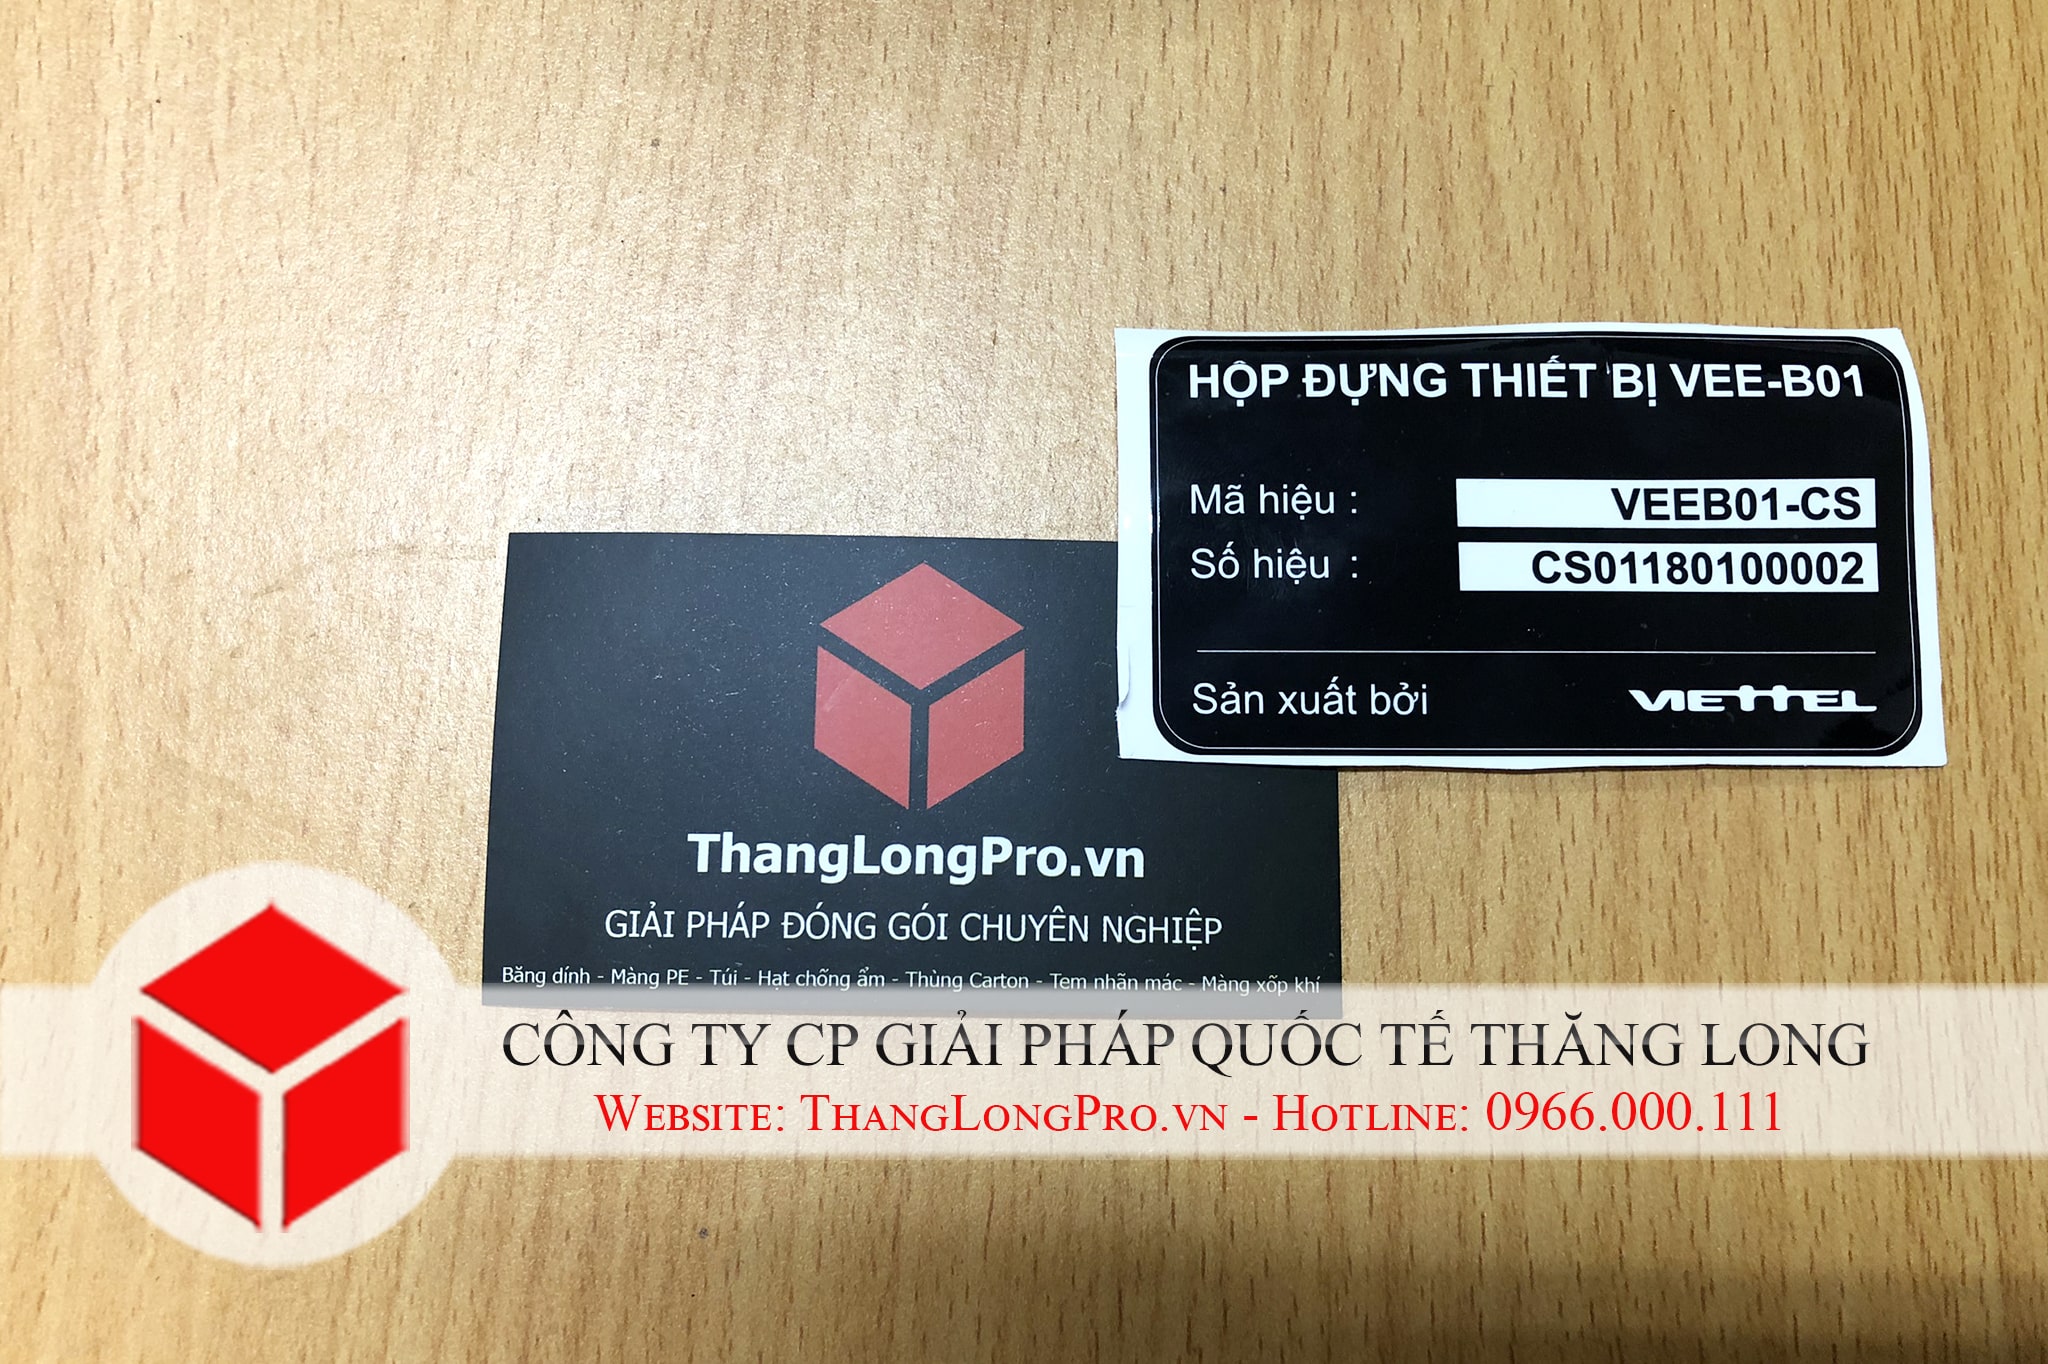 HỘP ĐỰNG THIẾT BỊ VEE-B01
Mã hiệu : VEEB01-CS
Số hiệu : CS01180100002
Sản xuất bởi VIETTEL
ThangLongPro.vn
GIẢI PHÁP ĐÓNG GÓI CHUYÊN NGHIỆP
Băng dính - Màng PE - Túi - Hạt chống ẩm - Thùng Carton - Tem nhãn mác - Màng xốp khí
CÔNG TY CP GIẢI PHÁP QUỐC TẾ THĂNG LONG
WEBSITE: THANGLONGPRO.VN - HOTLINE: 0966.000.111